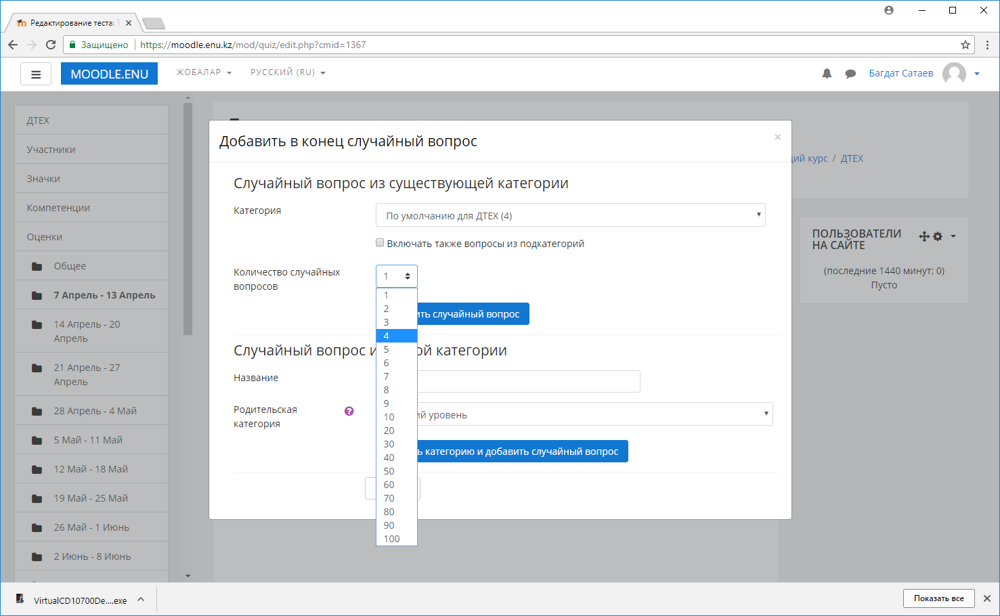 Редактирование теста: Т
Защищено
https://moodle.enu.kz/mod/quiz/edit.php?cmid=1367
MOODLE.ENU
ЖОБАЛАР
РУССКИЙ (RU)
Багдат Сатаев
ДТЕХ
Участники
Значки
Компетенции
Оценки
Общее
7 Апрель - 13 Апрель
14 Апрель - 20
Апрель
21 Апрель - 27
Апрель
28 Апрель - 4 Май
5 Май - 11 Май
12 Май - 18 Май
19 Май - 25 Май
26 Май - 1 Июнь
2 Июнь - 8 Июнь
Добавить в конец случайный вопрос
×
Случайный вопрос из существующей категории
Категория
По умолчанию для ДТЕХ (4)
Включать также вопросы из подкатегорий
Количество случайных
вопросов
1
1
2
3
4
5
6
7
8
9
10
20
30
40
50
60
70
80
90
100
ить случайный вопрос
Случайный вопрос и ой категории
Название
Родительская
категория
?
ий уровень
ь категорию и добавить случайный вопрос
ций курс / ДТЕХ
ПОЛЬЗОВАТЕЛИ
НА САЙТЕ
(последние 1440 минут: 0)
Пусто
VirtualCD10700De....exe
Показать все